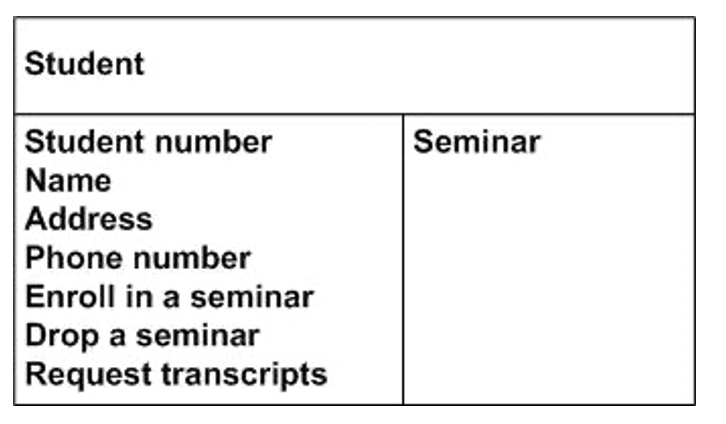 Student
Student number
Name
Address
Phone number
Enroll in a seminar
Drop a seminar
Request transcripts
Seminar